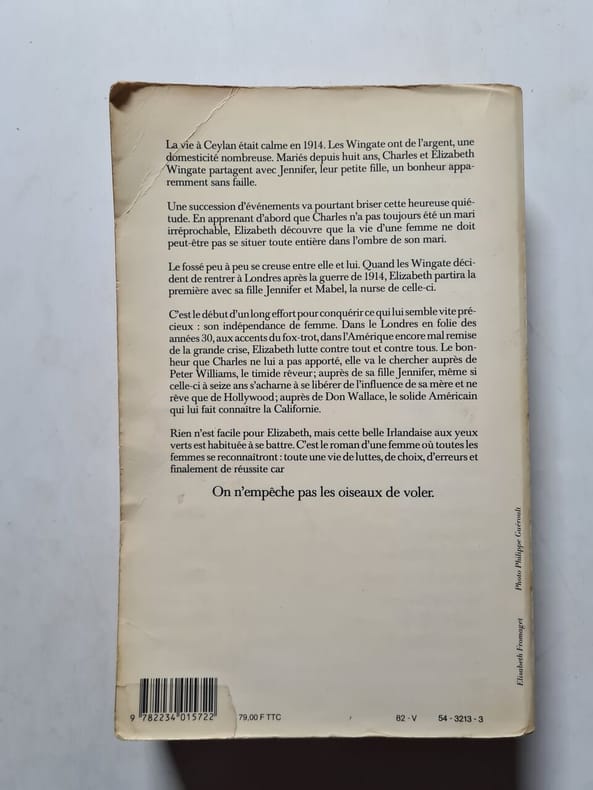 La vie à Ceylan était calme en 1914. Les Wingate ont de l'argent, une
domesticité nombreuse. Mariés depuis huit ans, Charles et Elizabeth
Wingate partagent avec Jennifer, leur petite fille, un bonheur appa-
remment sans faille.
Une succession d'événements va pourtant briser cette heureuse quié-
tude. En apprenant d'abord que Charles n'a pas toujours été un mari
irréprochable, Elizabeth découvre que la vie d'une femme ne doit
peut-être pas se situer toute entière dans l'ombre de son mari.
Le fossé peu à peu se creuse entre elle et lui. Quand les Wingate déci-
dent de rentrer à Londres après la guerre de 1914, Elizabeth partira la
première avec sa fille Jennifer et Mabel, la nurse de celle-ci.
C'est le début d'un long effort pour conquérir ce qui lui semble vite pré-
cieux : son indépendance de femme. Dans le Londres en folie des
années 30, aux accents du fox-trot, dans l'Amérique encore mal remise
de la grande crise, Elizabeth lutte contre tout et contre tous. Le bon-
heur que Charles ne lui a pas apporté, elle va le chercher auprès de
Peter Williams, le timide rêveur; auprès de sa fille Jennifer, même si
celle-ci à seize ans s'acharne à se libérer de l'influence de sa mère et ne
rêve que de Hollywood; auprès de Don Wallace, le solide Américain
qui lui fait connaître la Californie.
Rien n'est facile pour Elizabeth, mais cette belle Irlandaise aux yeux
verts est habituée à se battre. C'est le roman d'une femme où toutes les
femmes se reconnaîtront : toute une vie de luttes, de choix, d'erreurs et
finalement de réussite car
On n'empêche pas les oiseaux de voler.
Elisabeth Fromaget Photo Philippe Guérault
9 782234 015722
79,00 F TTC
82 - V 54 - 3213 - 3